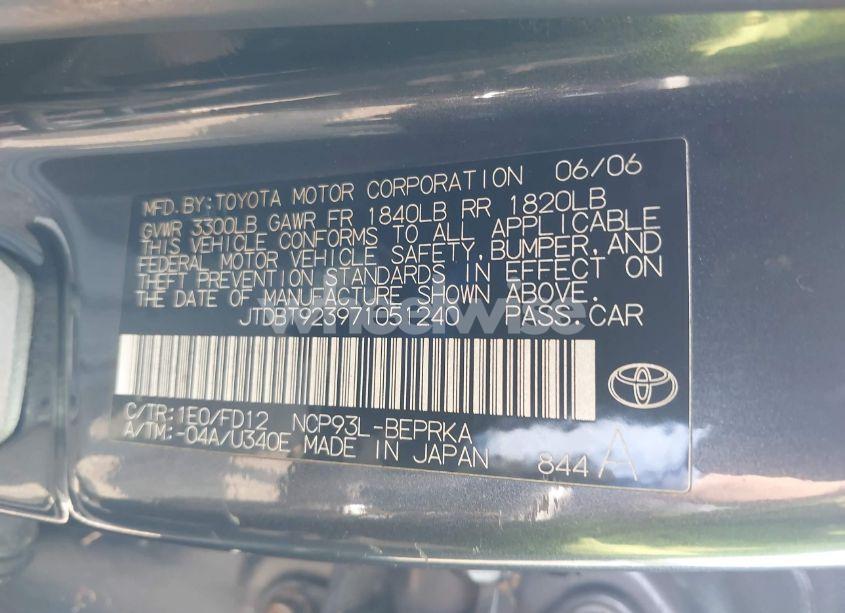 MFD.BY:TOYOTA MOTOR CORPORATION 06/06
GVWR 3300LB GAWR FR 1840LB RR 1820LB
THIS VEHICLE CONFORMS TO ALL APPLICABLE
FEDERAL MOTOR VEHICLE SAFETY,BUMPER,AND
THEFT PREVENTION STANDARDS IN EFFECT ON
THE DATE OF MANUFACTURE SHOWN ABOVE.
JTDBT923971051240 PASS.CAR
wheelwise
C/TR:1E0/FD12 NCP93L-BEPRKA
A/TM:-04A/U340E MADE IN JAPAN 844 A